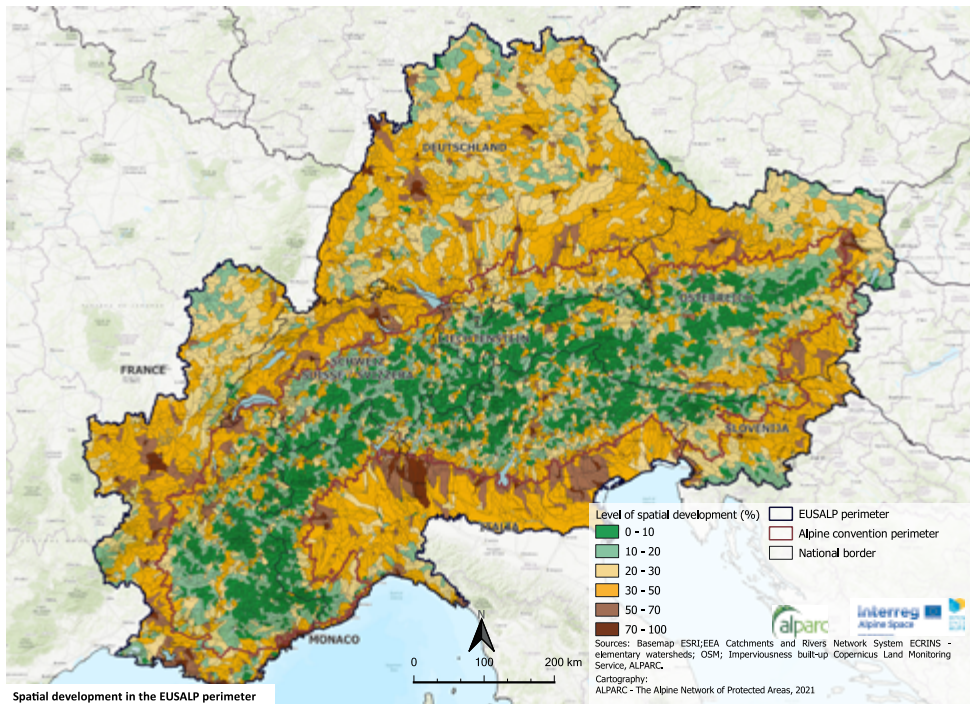 DEUTSCHLAND
ÖSTERREICH
LIECHTENSTEIN
FRANCE
SCHWEIZ
SUISSE / SVIZZERA
SLOVENIJA
ITALIA
MONACO
Level of spatial development (%)
0 - 10
10 - 20
20 - 30
30 - 50
50 - 70
70 - 100
EUSALP perimeter
Alpine convention perimeter
National border
alparc
Interreg
Alpine Space
N
0 100 200 km
Sources: Basemap ESRI;EEA Catchments and Rivers Network System ECRINS -
elementary watersheds; OSM; Imperviousness built-up Copernicus Land Monitoring
Service, ALPARC.
Cartography:
ALPARC - The Alpine Network of Protected Areas, 2021
Spatial development in the EUSALP perimeter